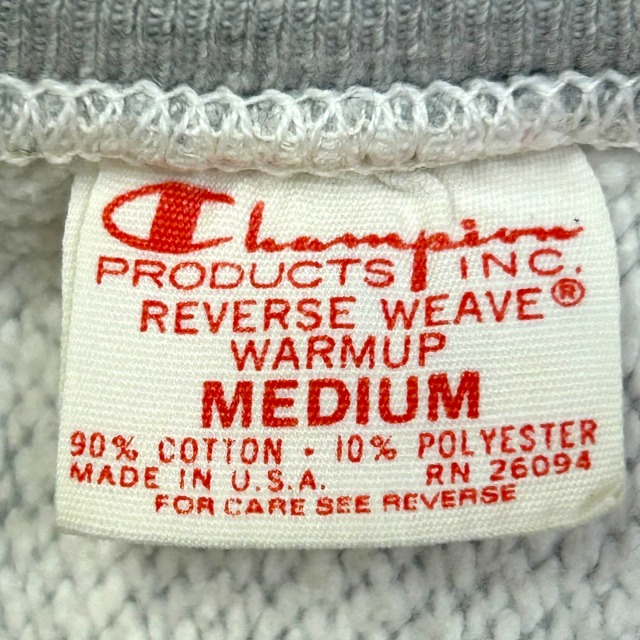 Champion
PRODUCTS INC.
REVERSE WEAVE®
WARMUP
MEDIUM
90% COTTON · 10% POLYESTER
MADE IN U.S.A. RN 26094
FOR CARE SEE REVERSE